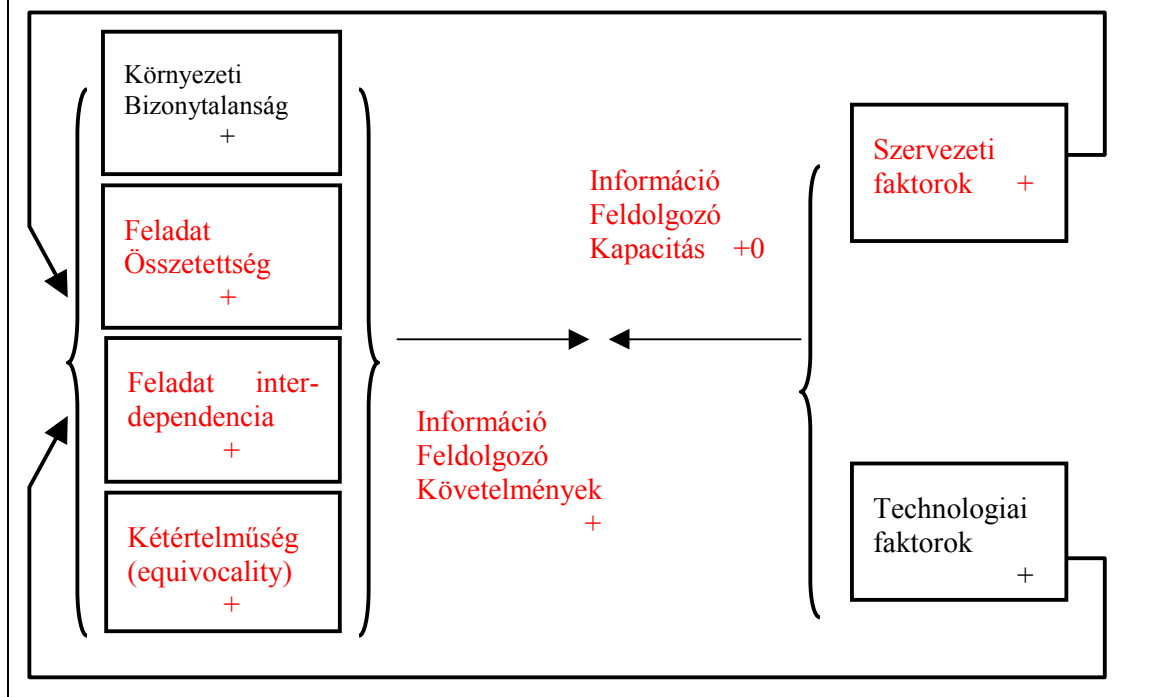 Környezeti
Bizonytalanság
+
Feladat
Összetettség
+
Feladat inter-
dependencia
+
Kétértelműség
(equivocality)
+
Információ
Feldolgozó
Követelmények
+
Információ
Feldolgozó
Kapacitás +0
Szervezeti
faktorok +
Technologiai
faktorok
+